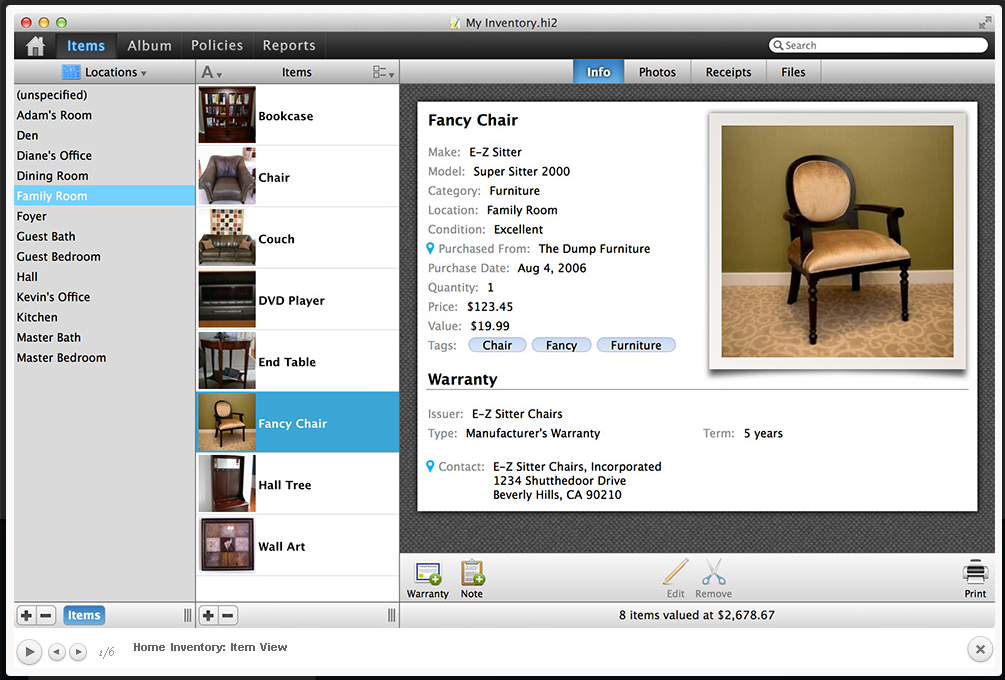 My Inventory.hi2
Items Album Policies Reports
Search
Locations
Items
Info Photos Receipts Files
(unspecified)
Adam's Room
Den
Diane's Office
Dining Room
Family Room
Foyer
Guest Bath
Guest Bedroom
Hall
Kevin's Office
Kitchen
Master Bath
Master Bedroom
A
Bookcase
Chair
Couch
DVD Player
End Table
Fancy Chair
Hall Tree
Wall Art
Fancy Chair
Make: E-Z Sitter
Model: Super Sitter 2000
Category: Furniture
Location: Family Room
Condition: Excellent
Purchased From: The Dump Furniture
Purchase Date: Aug 4, 2006
Quantity: 1
Price: $123.45
Value: $19.99
Tags: Chair Fancy Furniture
Warranty
Issuer: E-Z Sitter Chairs
Type: Manufacturer's Warranty Term: 5 years
Contact: E-Z Sitter Chairs, Incorporated
1234 Shutthedoor Drive
Beverly Hills, CA 90210
Warranty Note Edit Remove Print
Items
8 items valued at $2,678.67
1/6 Home Inventory: Item View